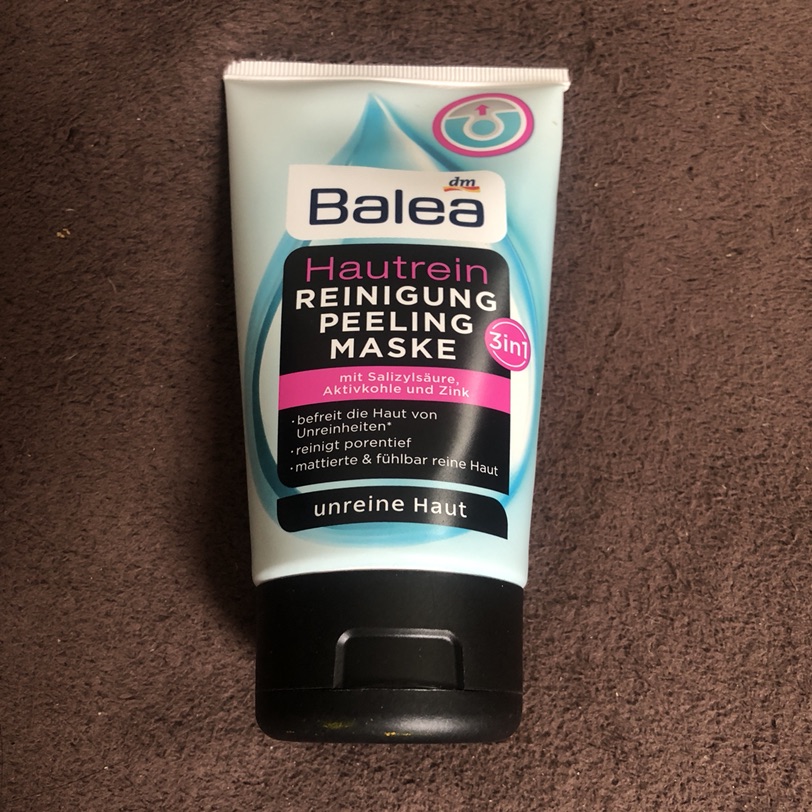 dm
Balea
Hautrein
REINIGUNG
PEELING
MASKE
3in1
mit Salizylsäure,
Aktivkohle und Zink
· befreit die Haut von
Unreinheiten*
· reinigt porentief
· mattierte & fühlbar reine Haut
unreine Haut